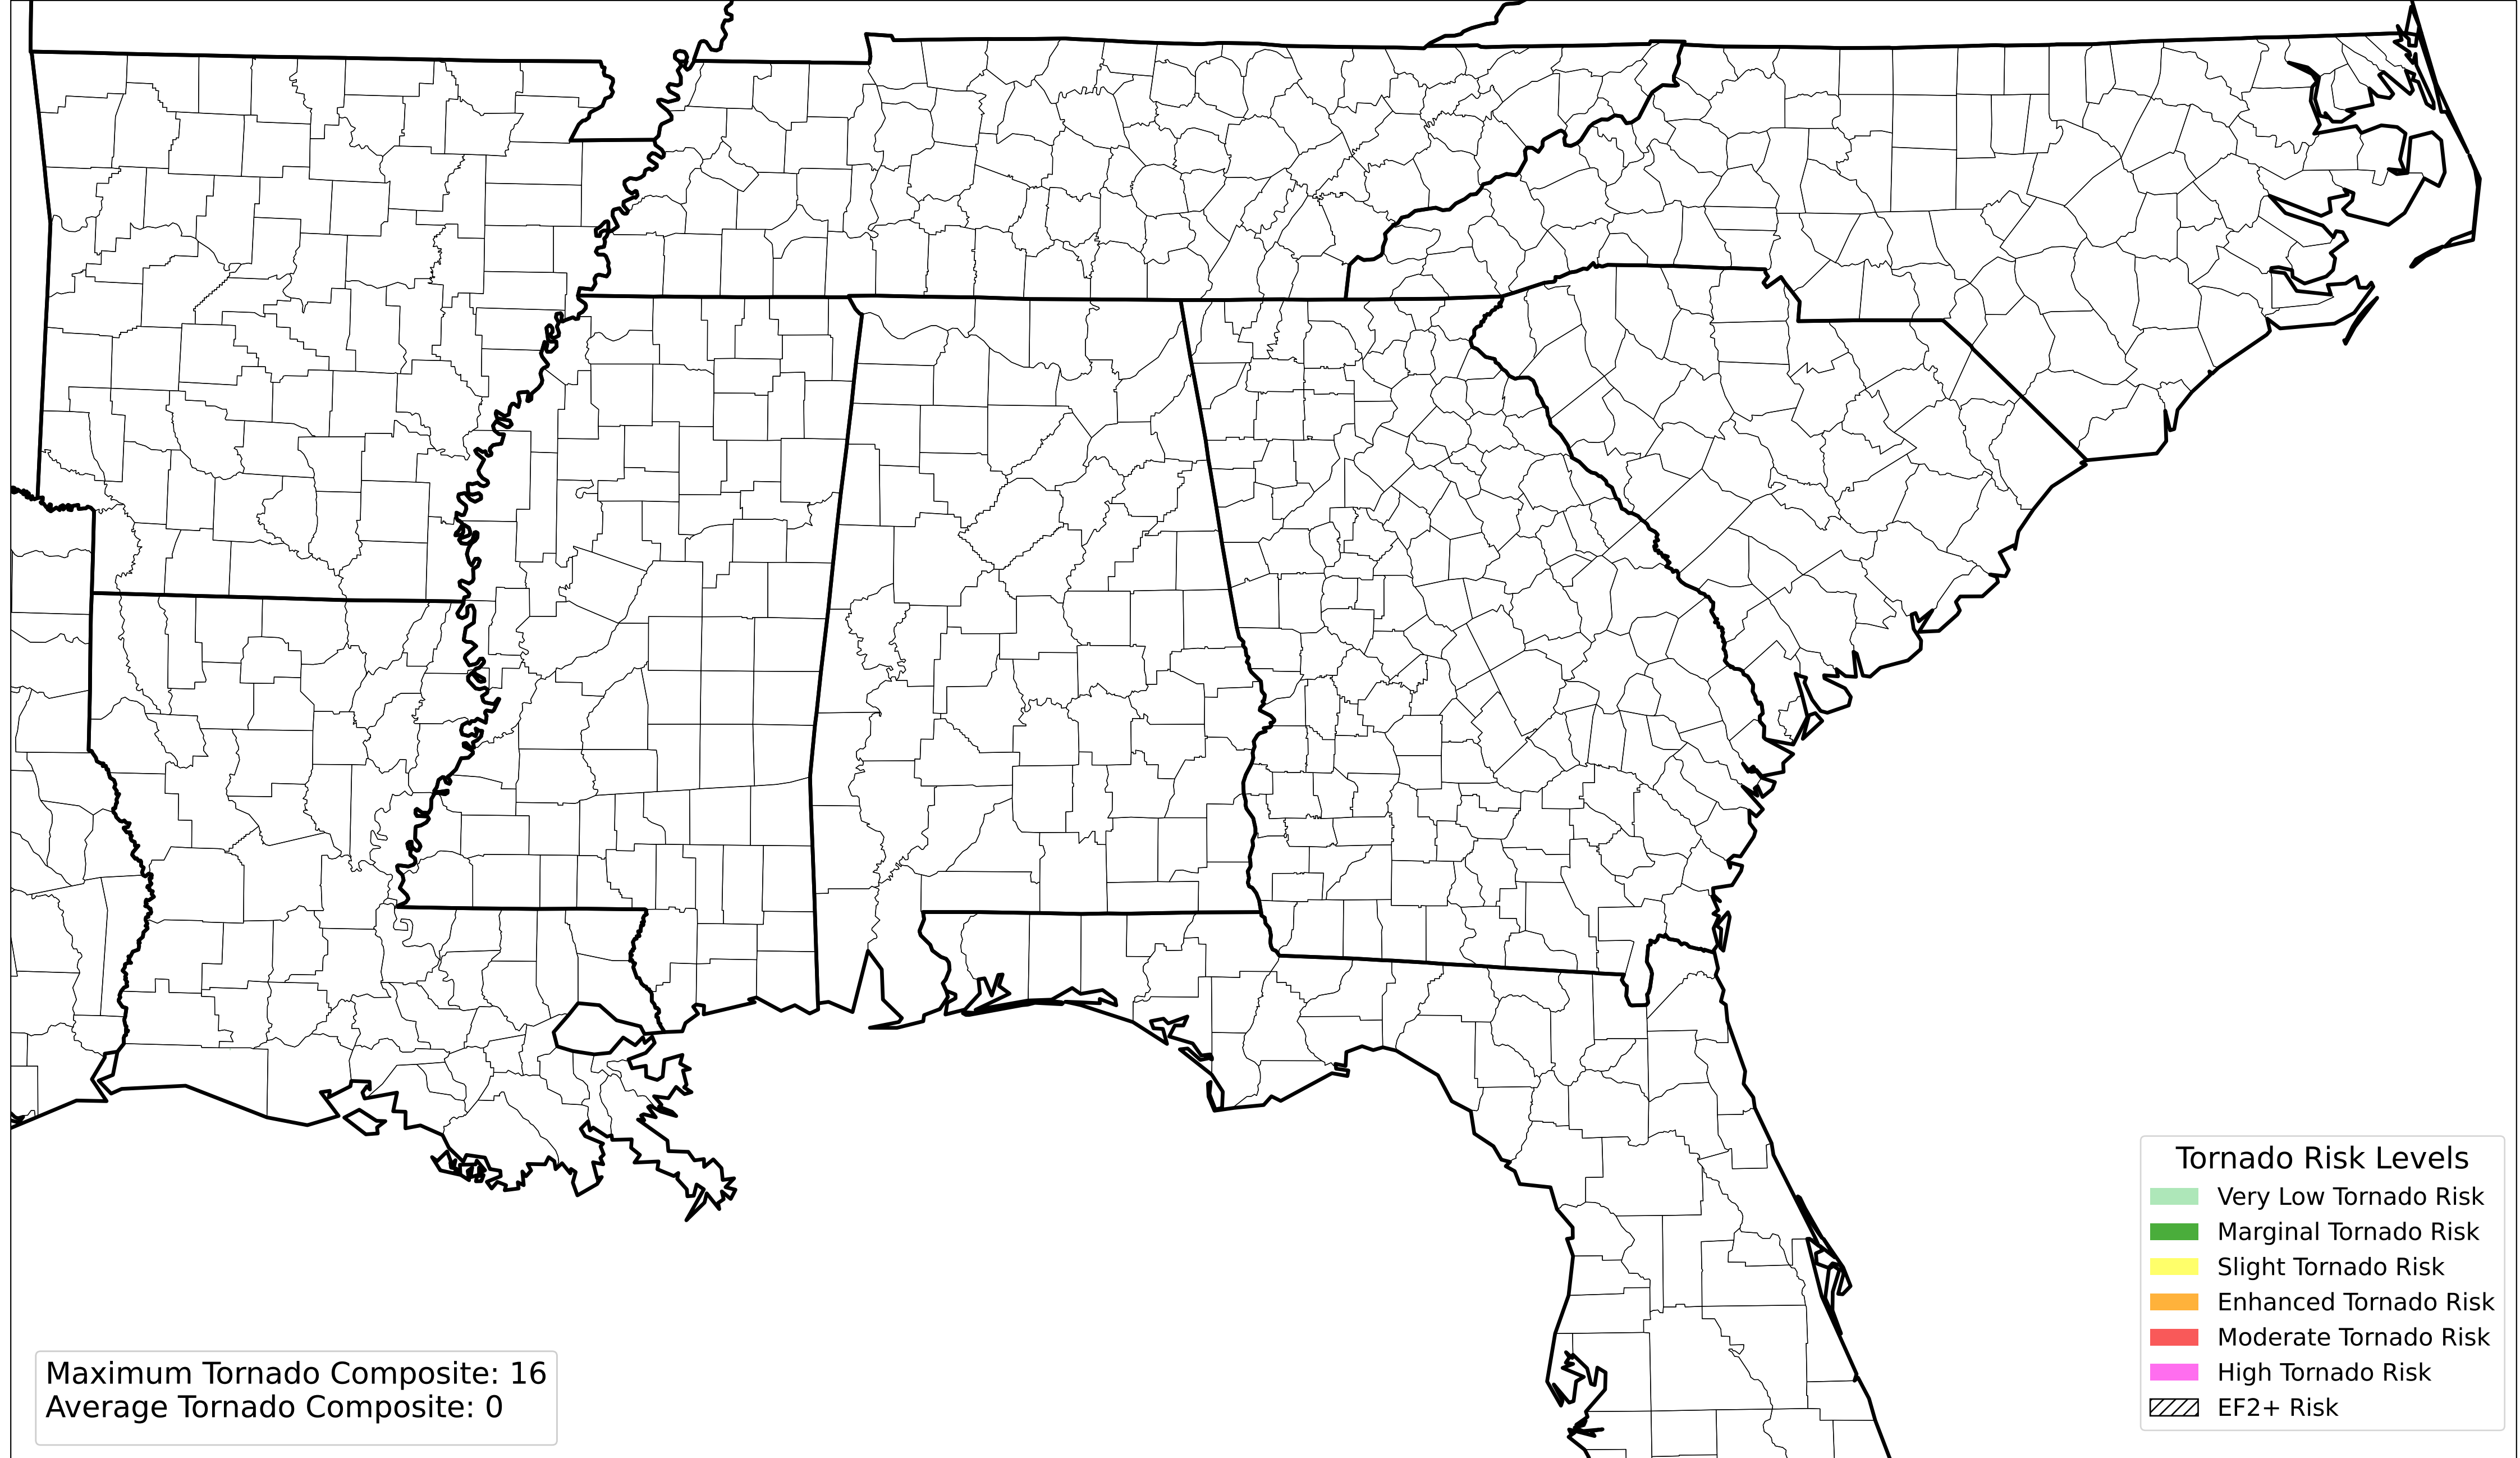 Tornado Risk Levels
Very Low Tornado Risk
Marginal Tornado Risk
Slight Tornado Risk
Enhanced Tornado Risk
Moderate Tornado Risk
High Tornado Risk
EF2+ Risk
Maximum Tornado Composite: 16
Average Tornado Composite: 0